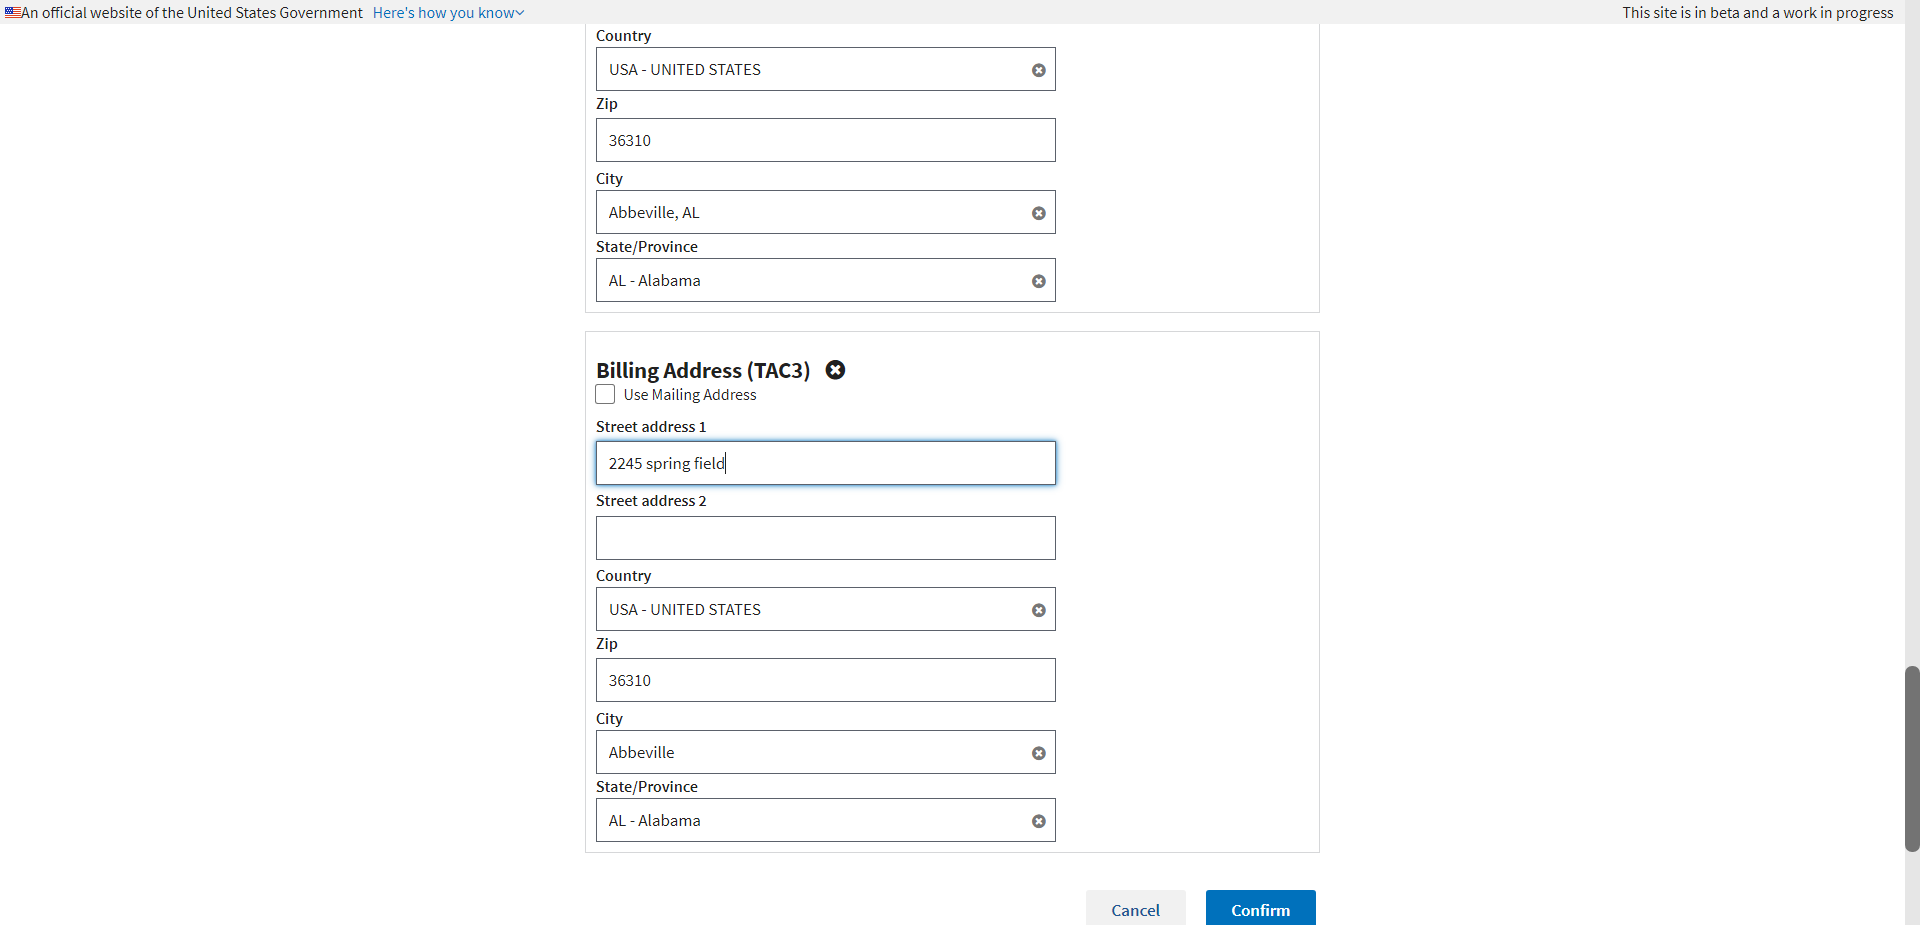 An official website of the United States Government Here's how you know
This site is in beta and a work in progress
Country
USA - UNITED STATES
Zip
36310
City
Abbeville, AL
State/Province
AL - Alabama
Billing Address (TAC3)
Use Mailing Address
Street address 1
2245 spring field
Street address 2
Country
USA - UNITED STATES
Zip
36310
City
Abbeville
State/Province
AL - Alabama
Cancel
Confirm